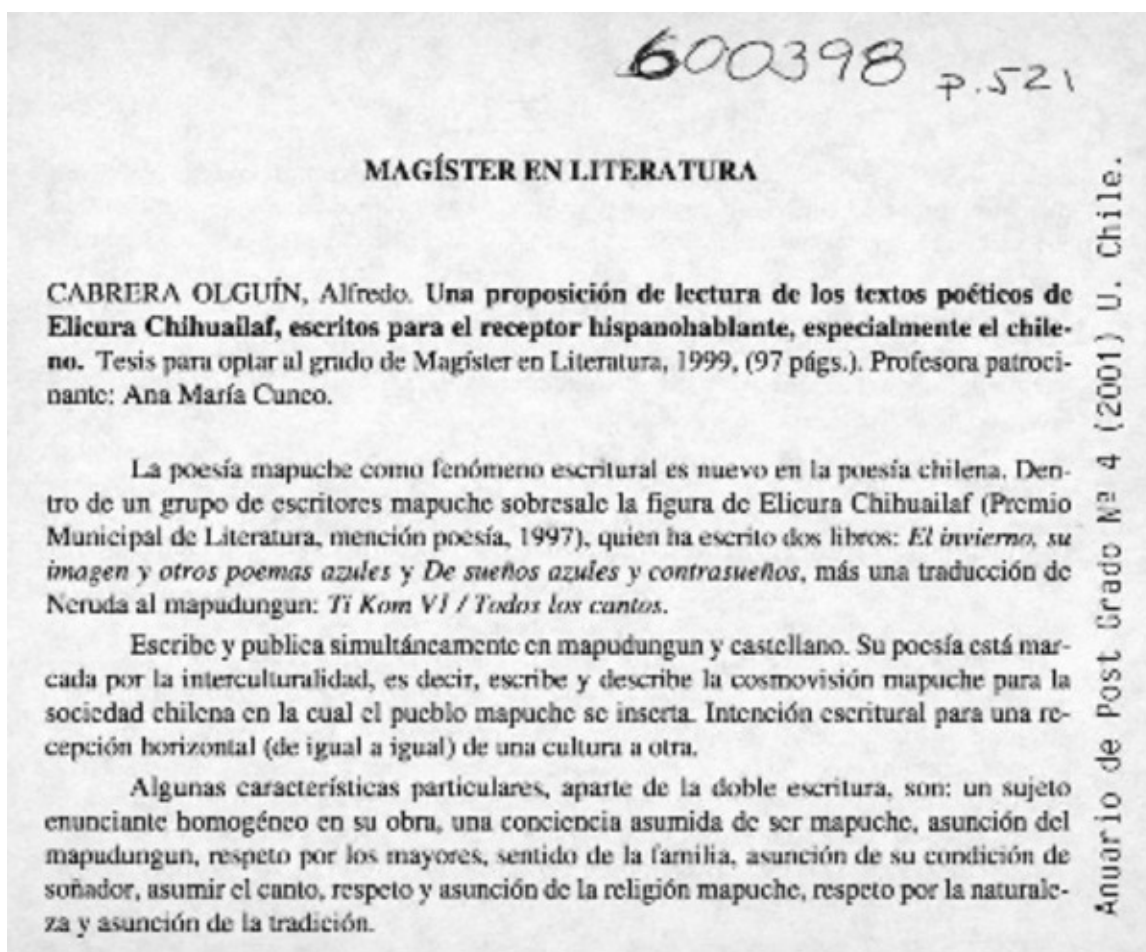 600398 p.521
MAGÍSTER EN LITERATURA
CABRERA OLGUÍN, Alfredo. Una proposición de lectura de los textos poéticos de
Elicura Chihuailaf, escritos para el receptor hispanohablante, especialmente el chile-
no. Tesis para optar al grado de Magíster en Literatura, 1999, (97 págs.). Profesora patroci-
nante: Ana María Cuneo.
La poesía mapuche como fenómeno escritural es nuevo en la poesía chilena. Den-
tro de un grupo de escritores mapuche sobresale la figura de Elicura Chihuailaf (Premio
Municipal de Literatura, mención poesía, 1997), quien ha escrito dos libros: El invierno, su
imagen y otros poemas azules y De sueños azules y contrasueños, más una traducción de
Neruda al mapudungun: Ti Kom Vl / Todos los cantos.
Escribe y publica simultáneamente en mapudungun y castellano. Su poesía está mar-
cada por la interculturalidad, es decir, escribe y describe la cosmovisión mapuche para la
sociedad chilena en la cual el pueblo mapuche se inserta. Intención escritural para una re-
cepción horizontal (de igual a igual) de una cultura a otra.
Algunas características particulares, aparte de la doble escritura, son: un sujeto
enunciante homogéneo en su obra, una conciencia asumida de ser mapuche, asunción del
mapudungun, respeto por los mayores, sentido de la familia, asunción de su condición de
soñador, asumir el canto, respeto y asunción de la religión mapuche, respeto por la naturale-
za y asunción de la tradición.
Anuario de Post Grado Nº 4 (2001) U. Chile.